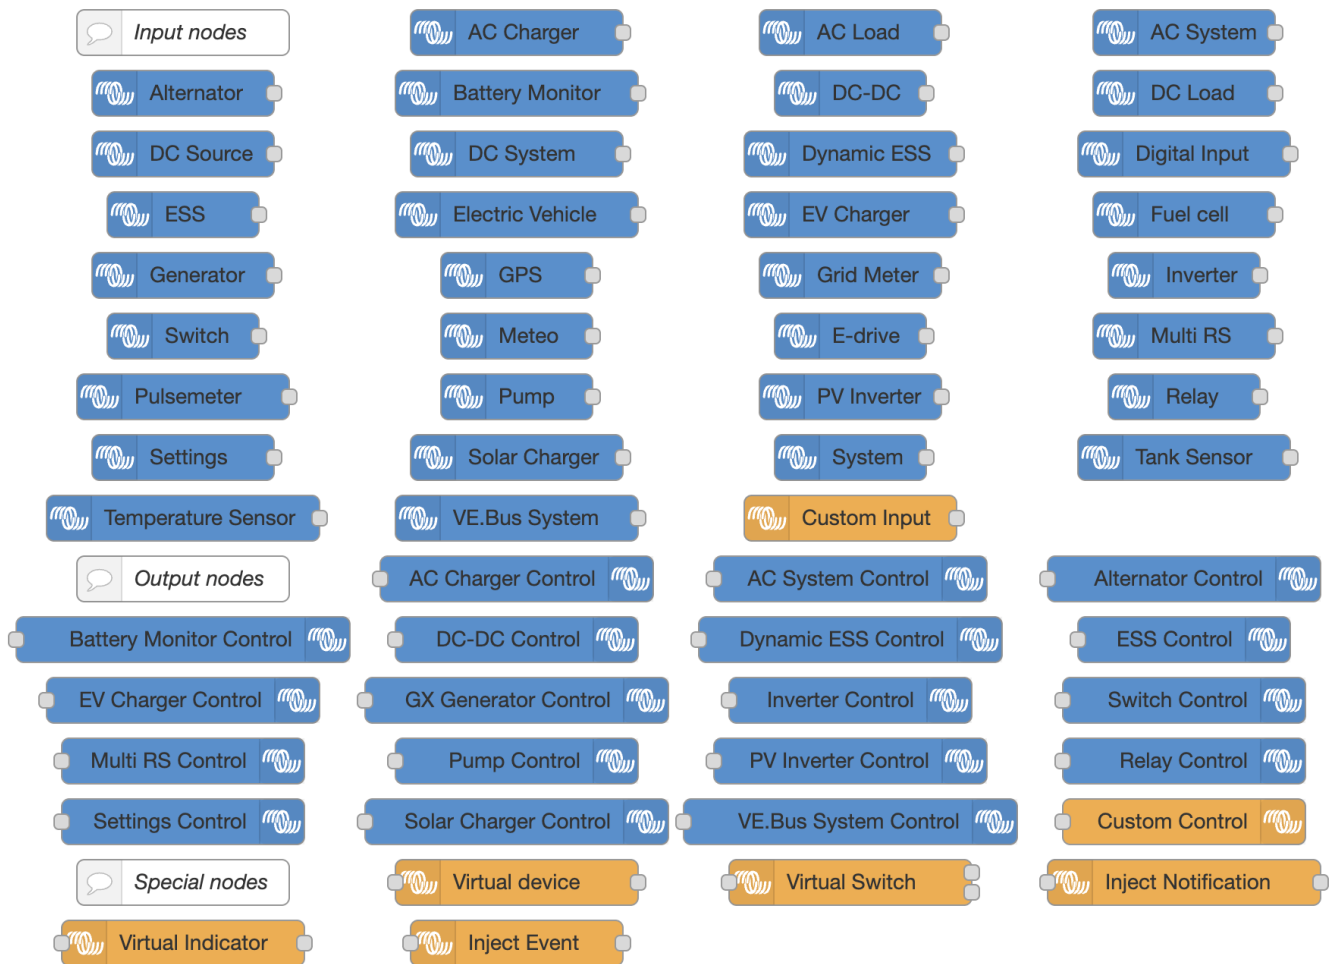 Input nodes
AC Charger
AC Load
AC System
Alternator
Battery Monitor
DC-DC
DC Load
DC Source
DC System
Dynamic ESS
Digital Input
ESS
Electric Vehicle
EV Charger
Fuel cell
Generator
GPS
Grid Meter
Inverter
Switch
Meteo
E-drive
Multi RS
Pulsemeter
Pump
PV Inverter
Relay
Settings
Solar Charger
System
Tank Sensor
Temperature Sensor
VE.Bus System
Custom Input
Output nodes
AC Charger Control
AC System Control
Alternator Control
Battery Monitor Control
DC-DC Control
Dynamic ESS Control
ESS Control
EV Charger Control
GX Generator Control
Inverter Control
Switch Control
Multi RS Control
Pump Control
PV Inverter Control
Relay Control
Settings Control
Solar Charger Control
VE.Bus System Control
Custom Control
Special nodes
Virtual device
Virtual Switch
Inject Notification
Virtual Indicator
Inject Event